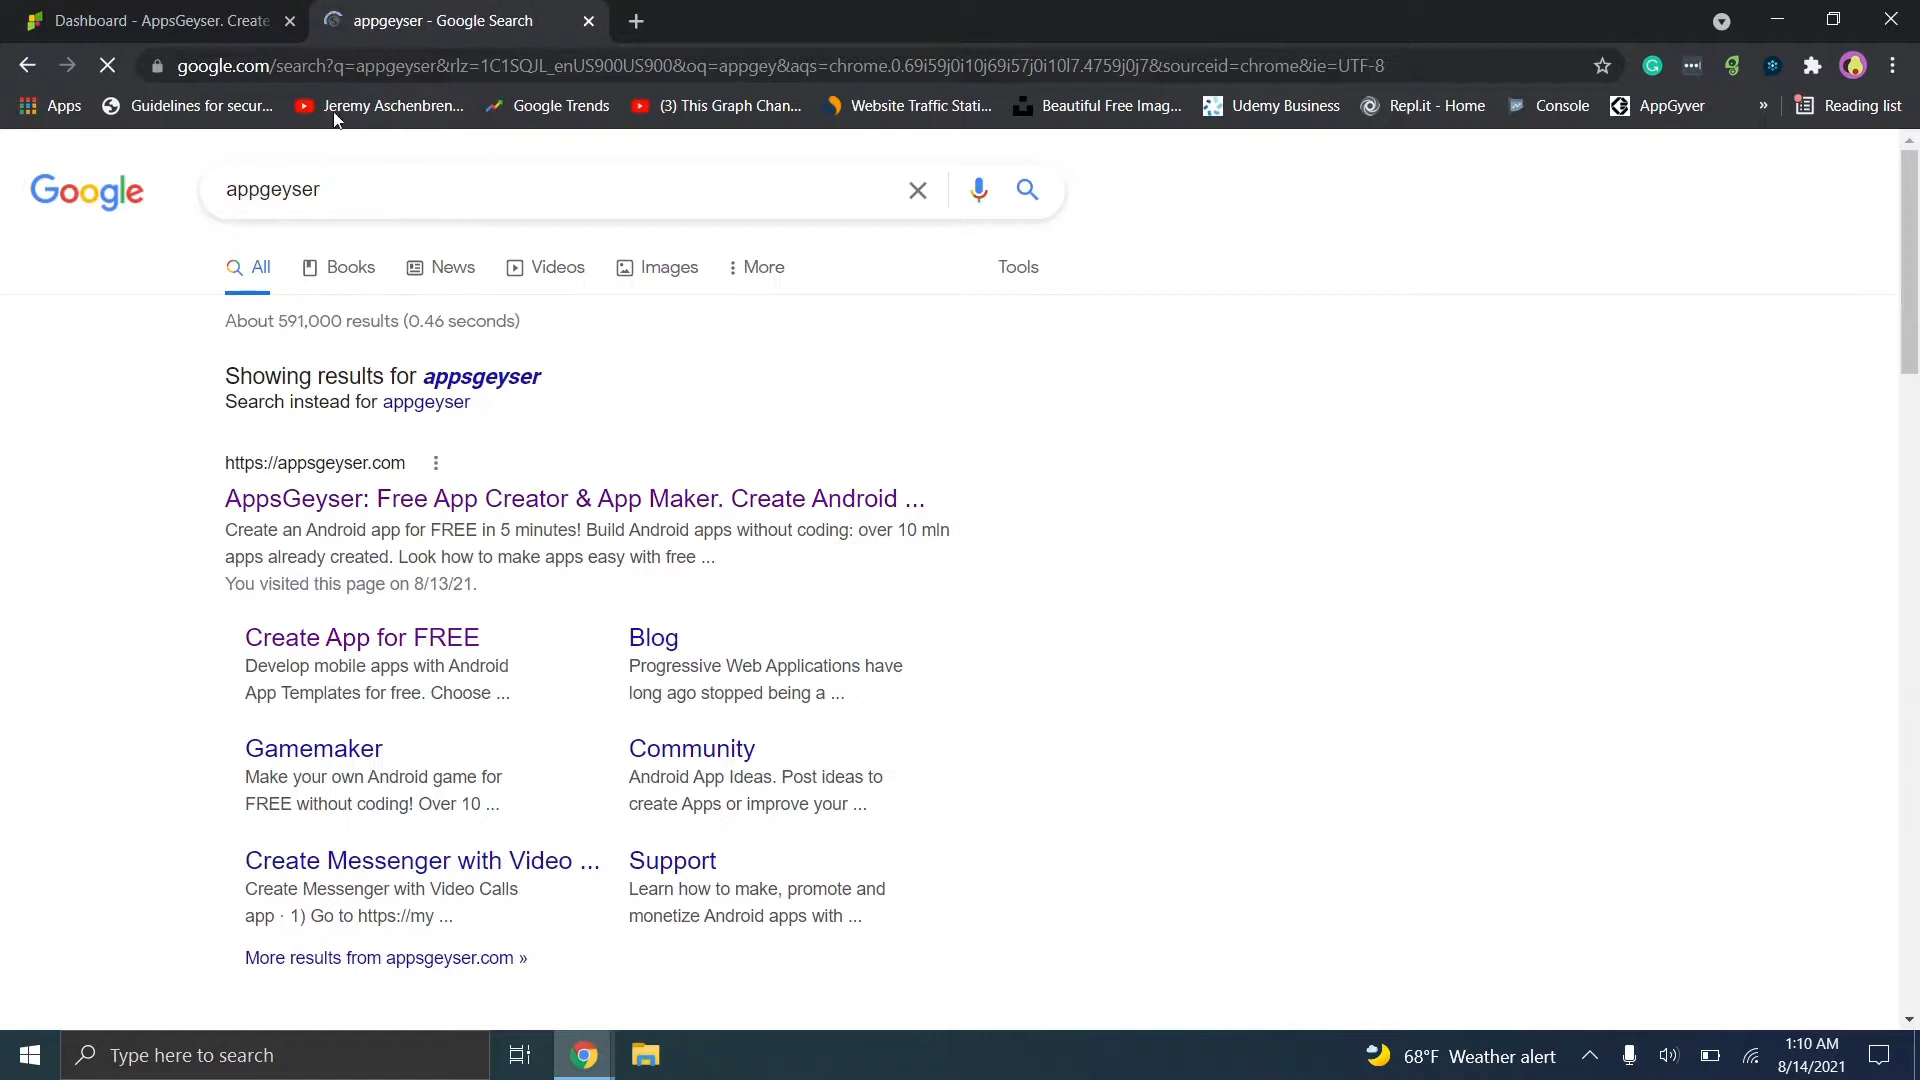 Dashboard - AppsGeyser. Create
appgeyser - Google Search
google.com/search?q=appgeyser&rlz=1C1SQJL_enUS900US900&oq=appgey&aqs=chrome.0.69i59j0i10j69i57j0i10l7.4759j0j7&sourceid=chrome&ie=UTF-8
Apps
Guidelines for secur...
Jeremy Aschenbren...
Google Trends
(3) This Graph Chan...
Website Traffic Stati...
Beautiful Free Imag...
Udemy Business
Repl.it - Home
Console
AppGyver
»
Reading list
Google
appgeyser
All
Books
News
Videos
Images
More
Tools
About 591,000 results (0.46 seconds)
Showing results for appsgeyser
Search instead for appgeyser
https://appsgeyser.com
AppsGeyser: Free App Creator & App Maker. Create Android ...
Create an Android app for FREE in 5 minutes! Build Android apps without coding: over 10 mln
apps already created. Look how to make apps easy with free ...
You visited this page on 8/13/21.
Create App for FREE
Develop mobile apps with Android
App Templates for free. Choose ...
Blog
Progressive Web Applications have
long ago stopped being a ...
Gamemaker
Make your own Android game for
FREE without coding! Over 10 ...
Community
Android App Ideas. Post ideas to
create Apps or improve your ...
Create Messenger with Video ...
Create Messenger with Video Calls
app · 1) Go to https://my ...
Support
Learn how to make, promote and
monetize Android apps with ...
More results from appsgeyser.com »
Type here to search
68°F Weather alert
1:10 AM
8/14/2021